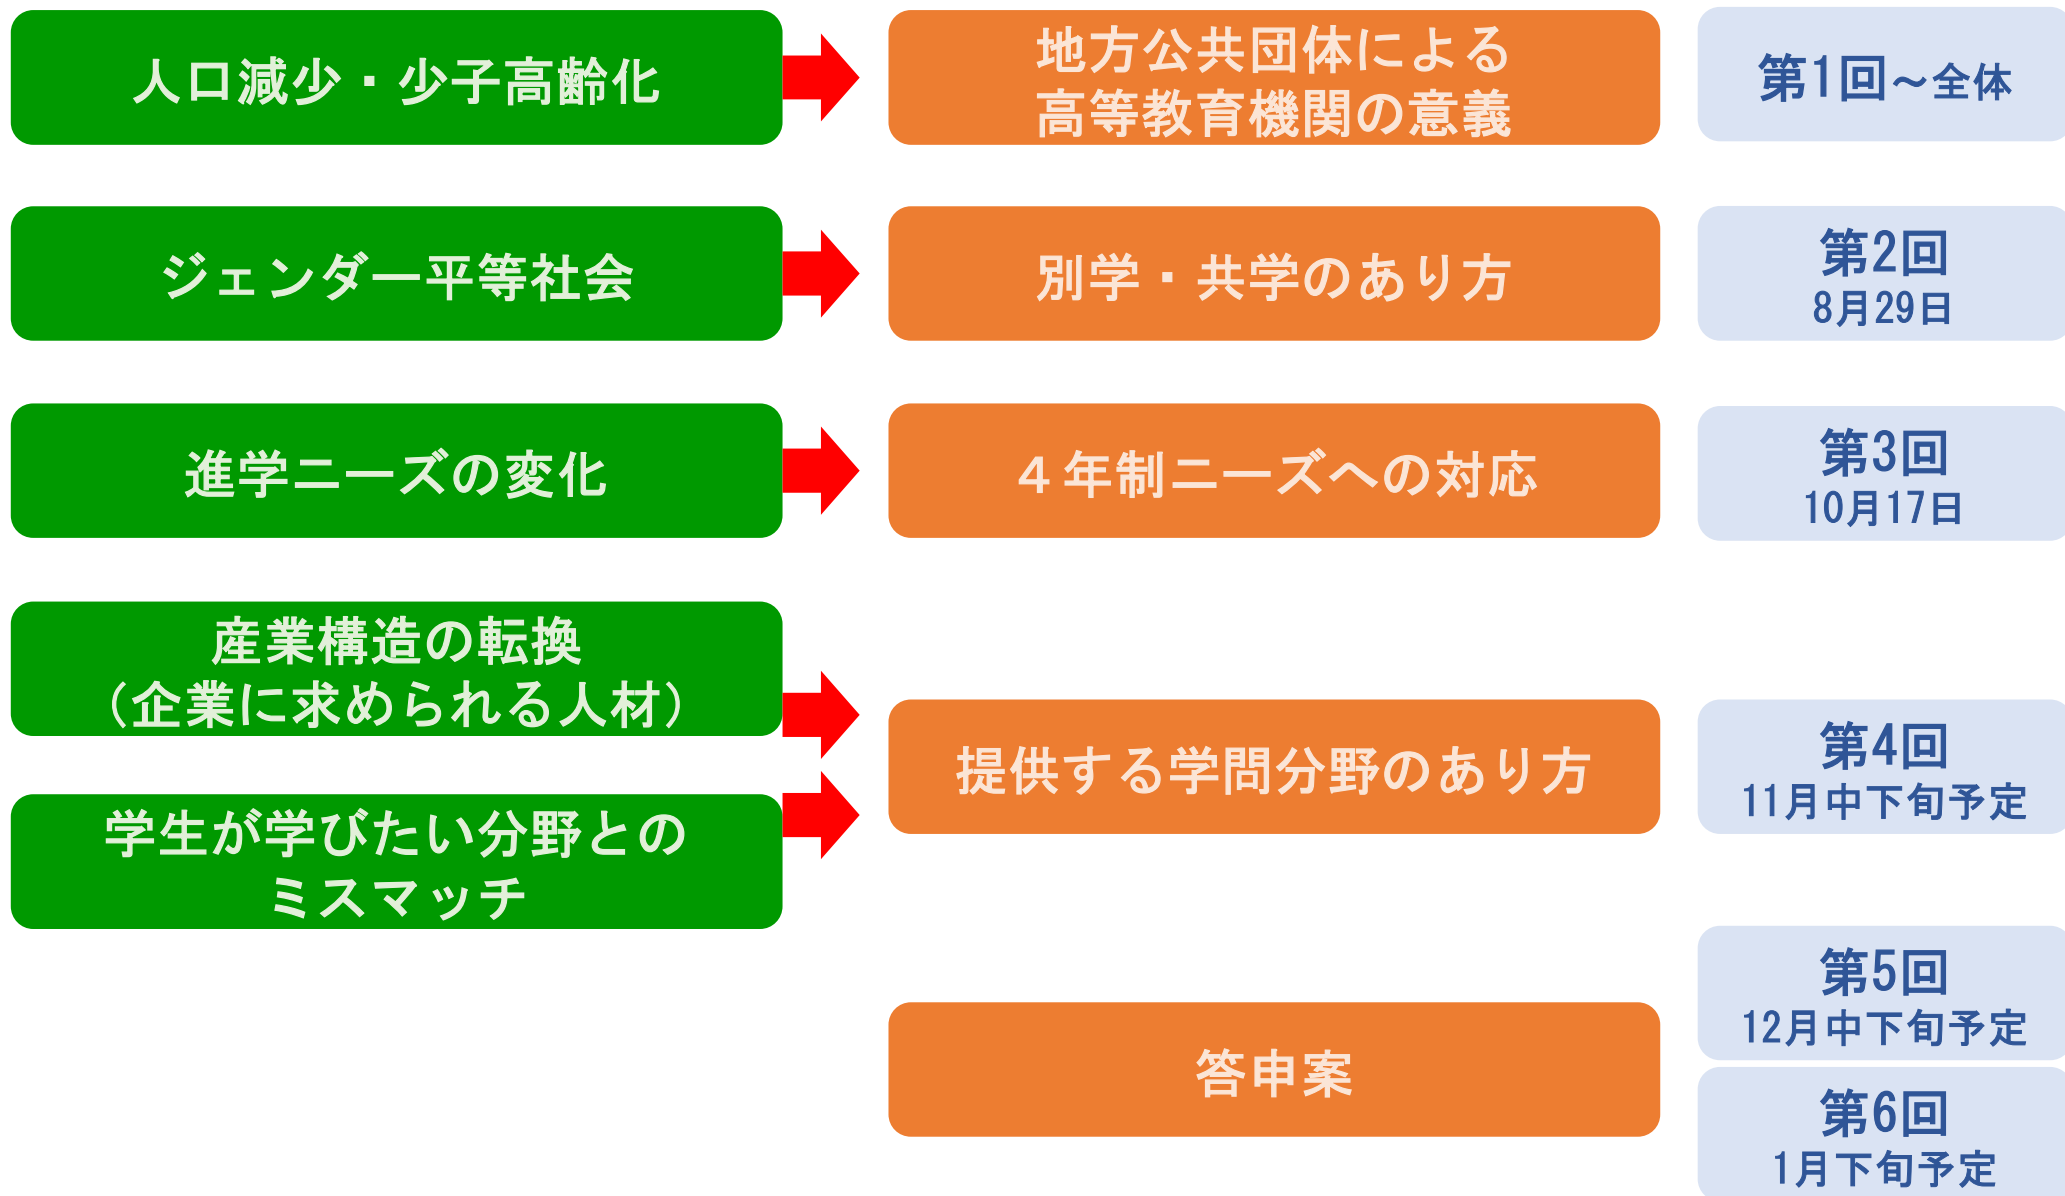 人口減少・少子高齢化
地方公共団体による
高等教育機関の意義
第1回～全体
ジェンダー平等社会
別学・共学のあり方
第2回
8月29日
進学ニーズの変化
４年制ニーズへの対応
第3回
10月17日
産業構造の転換
（企業に求められる人材）
学生が学びたい分野との
ミスマッチ
提供する学問分野のあり方
第4回
11月中下旬予定
答申案
第5回
12月中下旬予定
第6回
1月下旬予定